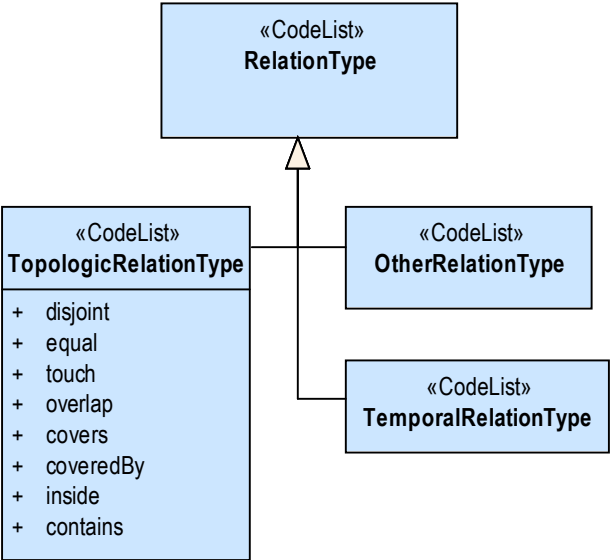 «CodeList»
RelationType
«CodeList»
TopologicRelationType
+ disjoint
+ equal
+ touch
+ overlap
+ covers
+ coveredBy
+ inside
+ contains
«CodeList»
OtherRelationType
«CodeList»
TemporalRelationType